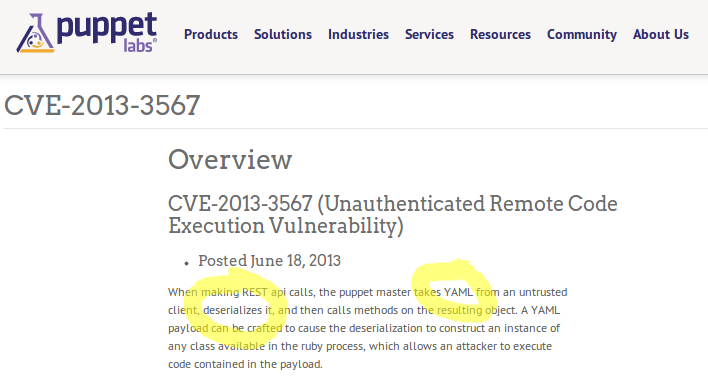 puppet
labs®
Products Solutions Industries Services Resources Community About Us
CVE-2013-3567
Overview
CVE-2013-3567 (Unauthenticated Remote Code
Execution Vulnerability)
• Posted June 18, 2013
When making REST api calls, the puppet master takes YAML from an untrusted
client, deserializes it, and then calls methods on the resulting object. A YAML
payload can be crafted to cause the deserialization to construct an instance of
any class available in the ruby process, which allows an attacker to execute
code contained in the payload.